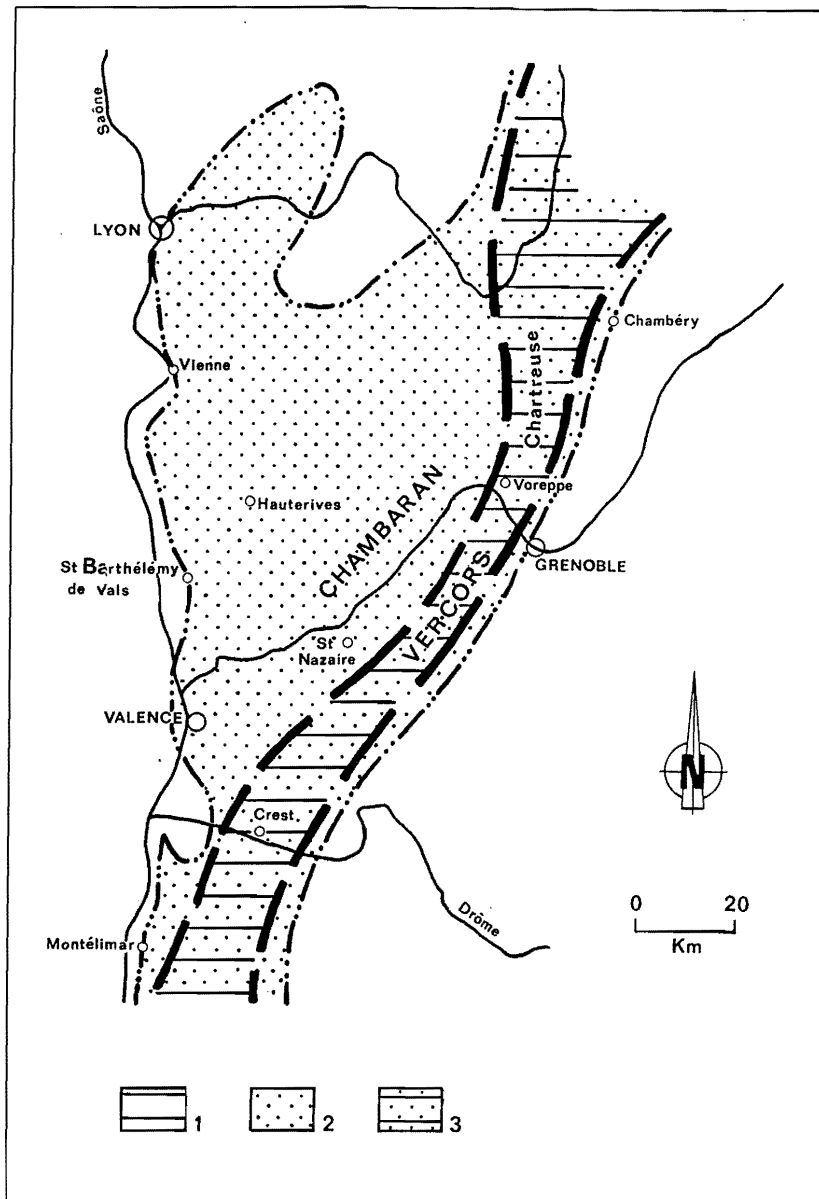 Saône
LYON
Chambéry
Chartreuse
Vienne
Voreppe
Hauterives
CHAMBARAN
GRENOBLE
St Barthélémy
de Vals
VERCORS
St
Nazaire
VALENCE
N
Crest
Drôme
0 20
Km
Montélimar
1 2 3